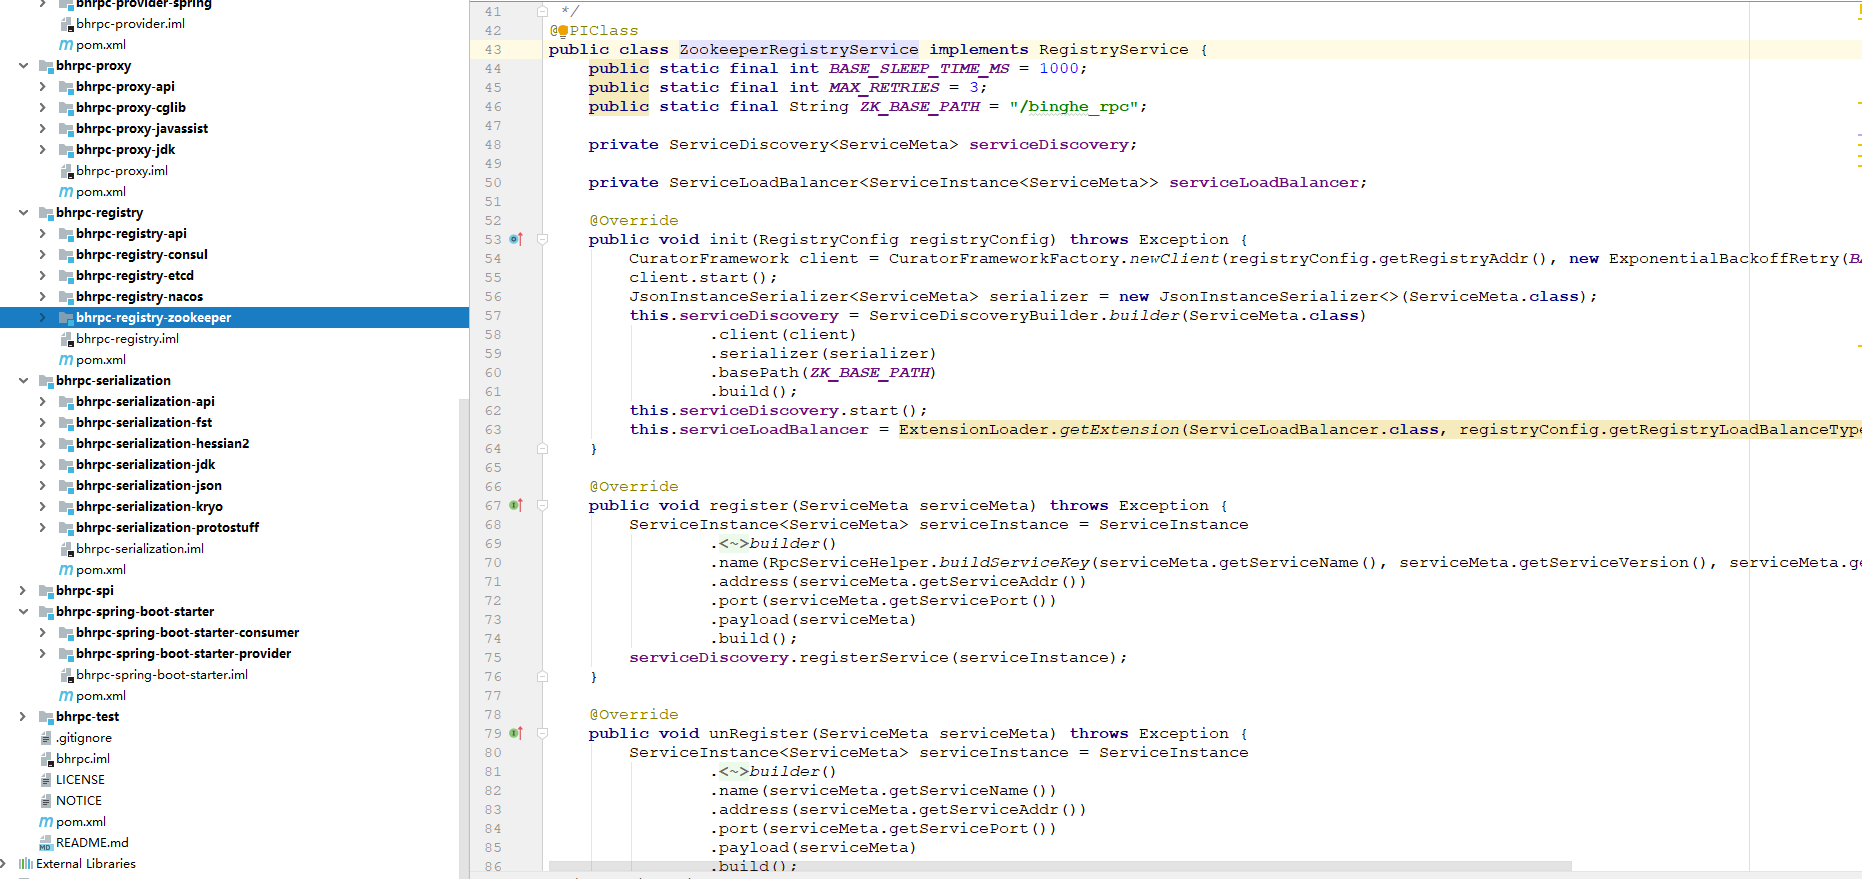 bhrpc-provider-spring
bhrpc-provider.iml
pom.xml
bhrpc-proxy
bhrpc-proxy-api
bhrpc-proxy-cglib
bhrpc-proxy-javassist
bhrpc-proxy-jdk
bhrpc-proxy.iml
pom.xml
bhrpc-registry
bhrpc-registry-api
bhrpc-registry-consul
bhrpc-registry-etcd
bhrpc-registry-nacos
bhrpc-registry-zookeeper
bhrpc-registry.iml
pom.xml
bhrpc-serialization
bhrpc-serialization-api
bhrpc-serialization-fst
bhrpc-serialization-hessian2
bhrpc-serialization-jdk
bhrpc-serialization-json
bhrpc-serialization-kryo
bhrpc-serialization-protostuff
bhrpc-serialization.iml
pom.xml
bhrpc-spi
bhrpc-spring-boot-starter
bhrpc-spring-boot-starter-consumer
bhrpc-spring-boot-starter-provider
bhrpc-spring-boot-starter.iml
pom.xml
bhrpc-test
.gitignore
bhrpc.iml
LICENSE
NOTICE
pom.xml
README.md
External Libraries
41 */
42 @PIClass
43 public class ZookeeperRegistryService implements RegistryService {
44 public static final int BASE_SLEEP_TIME_MS = 1000;
45 public static final int MAX_RETRIES = 3;
46 public static final String ZK_BASE_PATH = "/binghe_rpc";
47
48 private ServiceDiscovery<ServiceMeta> serviceDiscovery;
49
50 private ServiceLoadBalancer<ServiceInstance<ServiceMeta>> serviceLoadBalancer;
51
52 @Override
53 public void init(RegistryConfig registryConfig) throws Exception {
54 CuratorFramework client = CuratorFrameworkFactory.newClient(registryConfig.getRegistryAddr(), new ExponentialBackoffRetry(BA
55 client.start();
56 JsonInstanceSerializer<ServiceMeta> serializer = new JsonInstanceSerializer<>(ServiceMeta.class);
57 this.serviceDiscovery = ServiceDiscoveryBuilder.builder(ServiceMeta.class)
58 .client(client)
59 .serializer(serializer)
60 .basePath(ZK_BASE_PATH)
61 .build();
62 this.serviceDiscovery.start();
63 this.serviceLoadBalancer = ExtensionLoader.getExtension(ServiceLoadBalancer.class, registryConfig.getRegistryLoadBalanceType
64 }
65
66 @Override
67 public void register(ServiceMeta serviceMeta) throws Exception {
68 ServiceInstance<ServiceMeta> serviceInstance = ServiceInstance
69 .<~>builder()
70 .name(RpcServiceHelper.buildServiceKey(serviceMeta.getServiceName(), serviceMeta.getServiceVersion(), serviceMeta.ge
71 .address(serviceMeta.getServiceAddr())
72 .port(serviceMeta.getServicePort())
73 .payload(serviceMeta)
74 .build();
75 serviceDiscovery.registerService(serviceInstance);
76 }
77
78 @Override
79 public void unRegister(ServiceMeta serviceMeta) throws Exception {
80 ServiceInstance<ServiceMeta> serviceInstance = ServiceInstance
81 .<~>builder()
82 .name(serviceMeta.getServiceName())
83 .address(serviceMeta.getServiceAddr())
84 .port(serviceMeta.getServicePort())
85 .payload(serviceMeta)
86 .build();